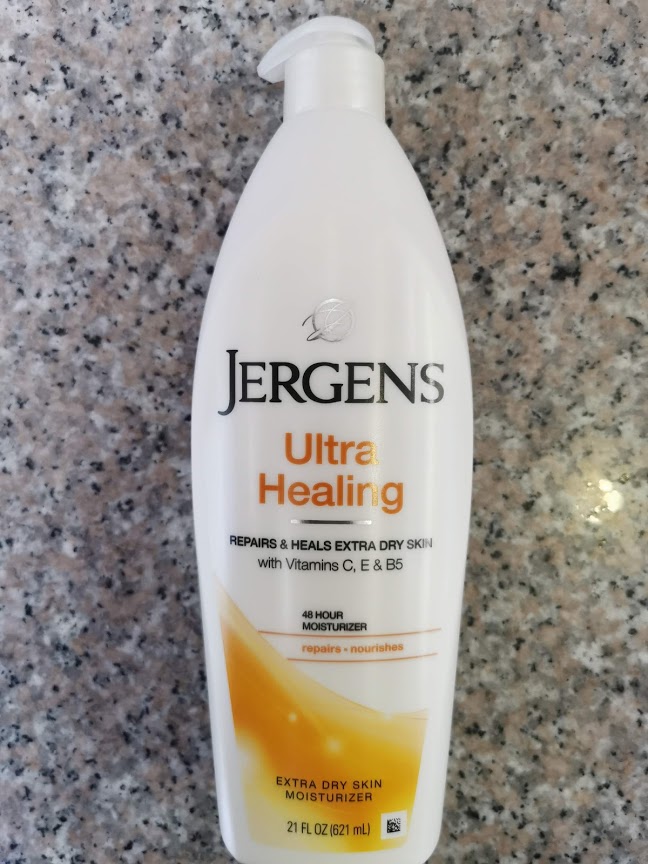 JERGENS
Ultra
Healing
REPAIRS & HEALS EXTRA DRY SKIN
with Vitamins C, E & B5
48 HOUR
MOISTURIZER
repairs • nourishes
EXTRA DRY SKIN
MOISTURIZER
21 FL OZ (621 mL)